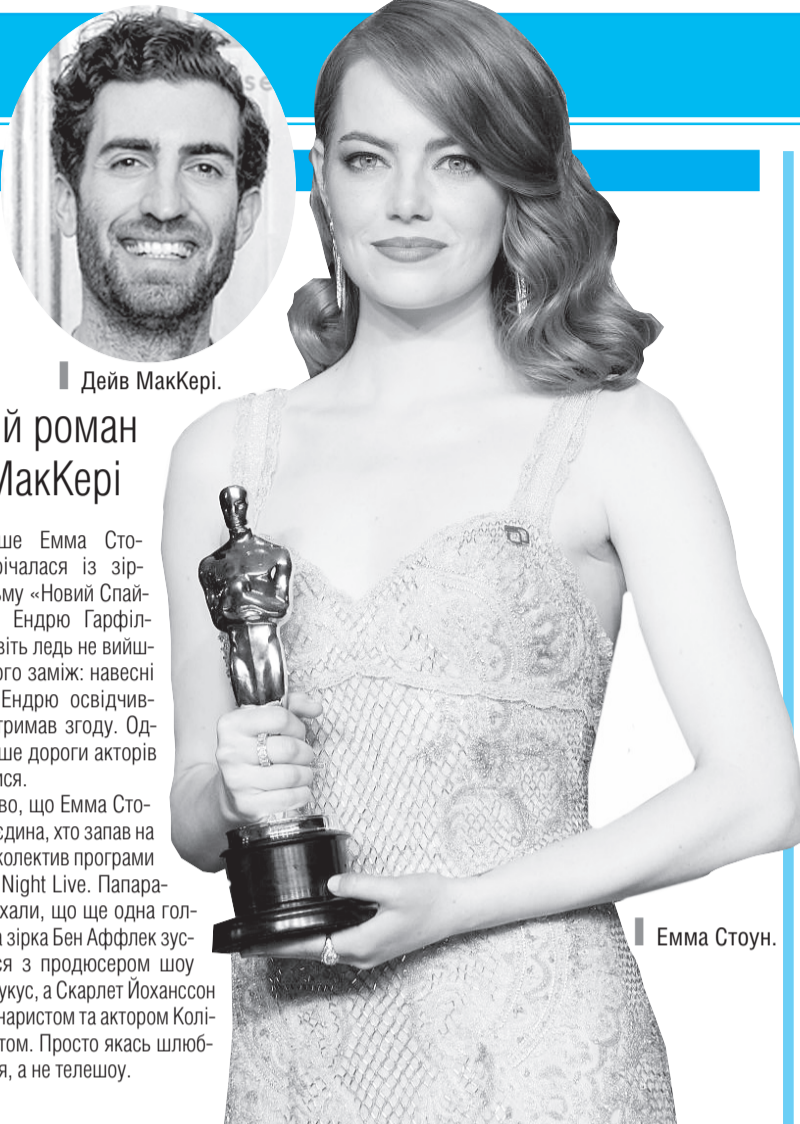 se
Дейв МакКері.
й роман
МакКері
ше Емма Сто-
річалася із зір-
ьму «Новий Спай-
Ендрю Гарфіл-
віть ледь не вийш-
ого заміж: навесні
Ендрю освідчив-
тримав згоду. Од-
ше дороги акторів
ися.
во, що Емма Сто-
єдина, хто запав на
колектив програми
Night Live. Папара-
хали, що ще одна гол-
а зірка Бен Аффлек зус-
ся з продюсером шоу
укус, а Скарлет Йоханссон
наристом та актором Колі-
том. Просто якась шлюб-
я, а не телешоу.
Емма Стоун.